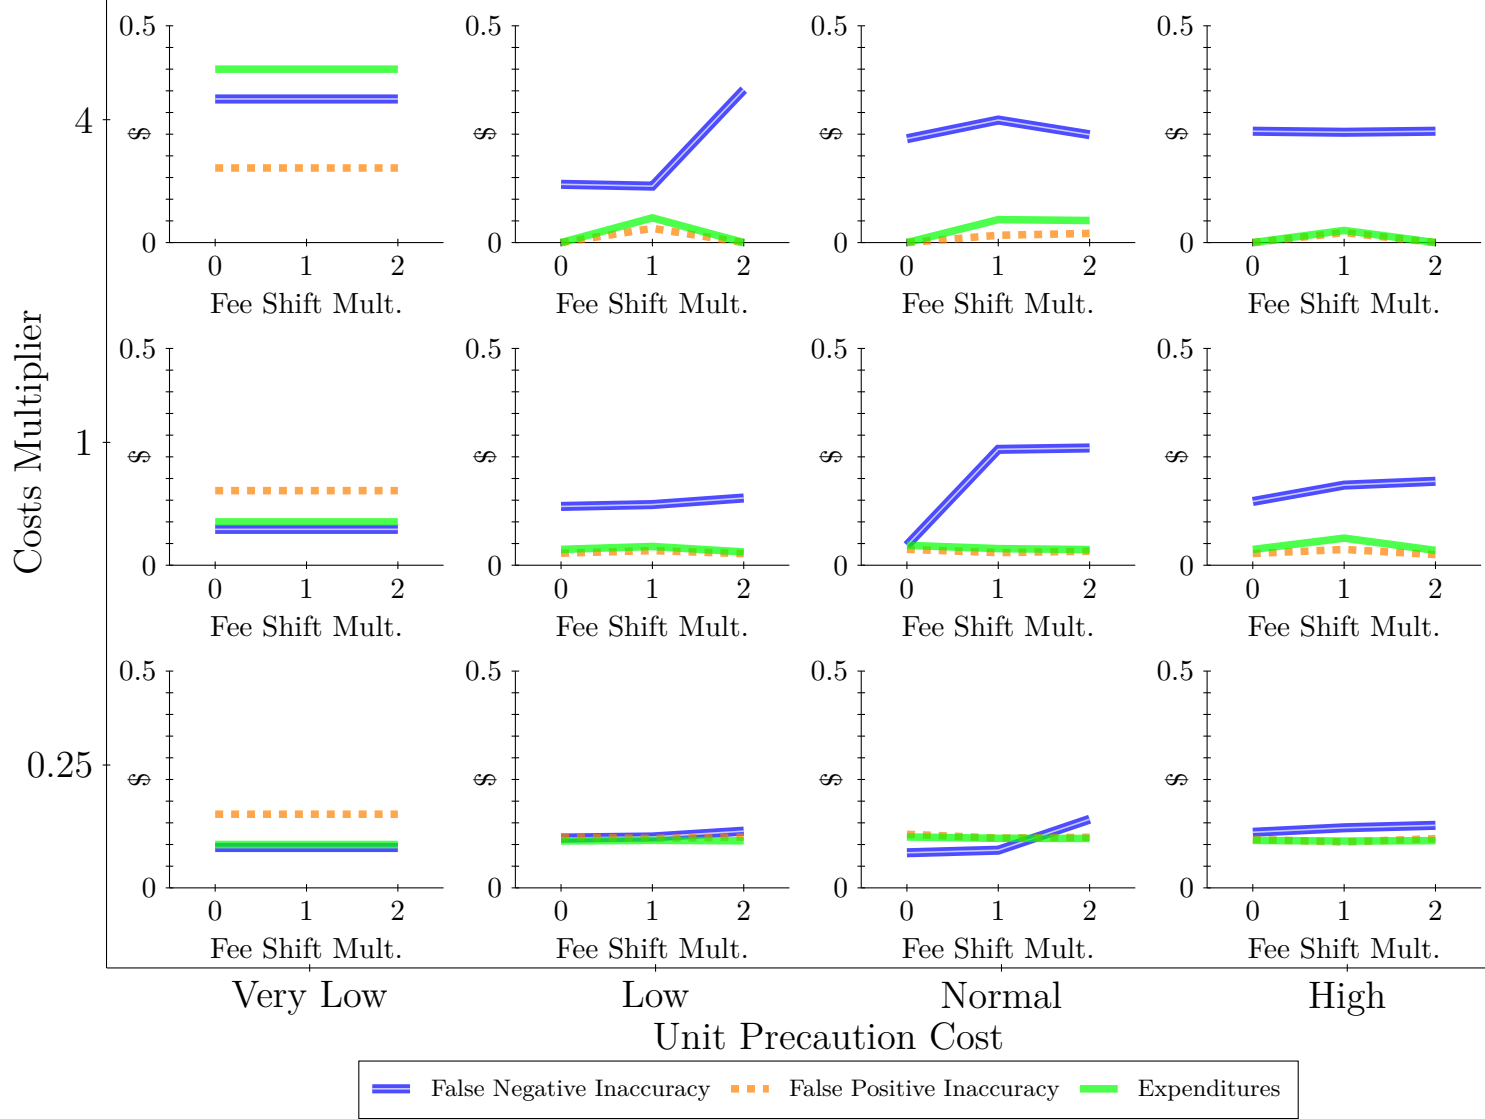 0.5 0.5 0.5 0.5
4 $ $ $ $
0 0 0 0
0 1 2 0 1 2 0 1 2 0 1 2
Fee Shift Mult. Fee Shift Mult. Fee Shift Mult. Fee Shift Mult.
Costs Multiplier
0.5 0.5 0.5 0.5
1 $ $ $ $
0 0 0 0
0 1 2 0 1 2 0 1 2 0 1 2
Fee Shift Mult. Fee Shift Mult. Fee Shift Mult. Fee Shift Mult.
0.5 0.5 0.5 0.5
0.25 $ $ $ $
0 0 0 0
0 1 2 0 1 2 0 1 2 0 1 2
Fee Shift Mult. Fee Shift Mult. Fee Shift Mult. Fee Shift Mult.
Very Low Low Normal High
Unit Precaution Cost
False Negative Inaccuracy False Positive Inaccuracy Expenditures